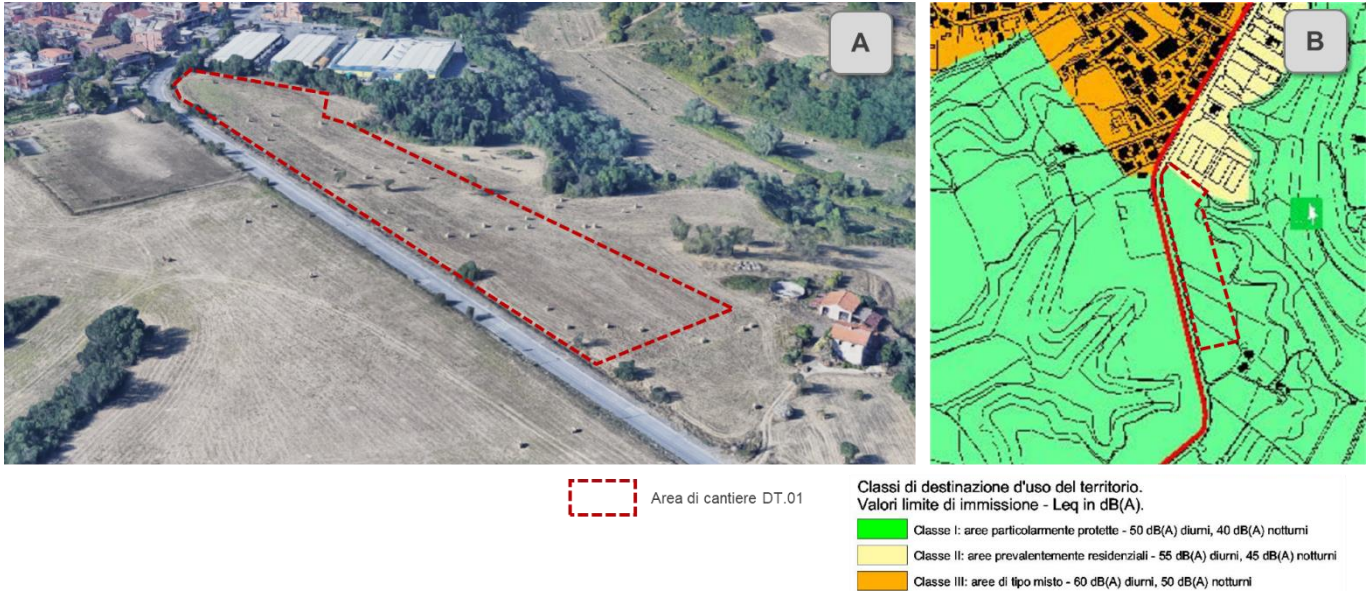 A
B
Area di cantiere DT.01
Classi di destinazione d'uso del territorio.
Valori limite di immissione - Leq in dB(A).
Classe I: aree particolarmente protette - 50 dB(A) diurni, 40 dB(A) notturni
Classe II: aree prevalentemente residenziali - 55 dB(A) diurni, 45 dB(A) notturni
Classe III: aree di tipo misto - 60 dB(A) diurni, 50 dB(A) notturni